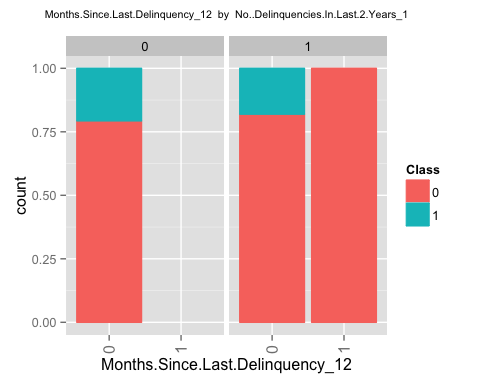 Months.Since.Last.Delinquency_12 by No..Delinquencies.In.Last.2.Years_1
0 1
1.00
0.75
0.50
0.25
0.00
count
0 1 0 1
Months.Since.Last.Delinquency_12
Class
0
1